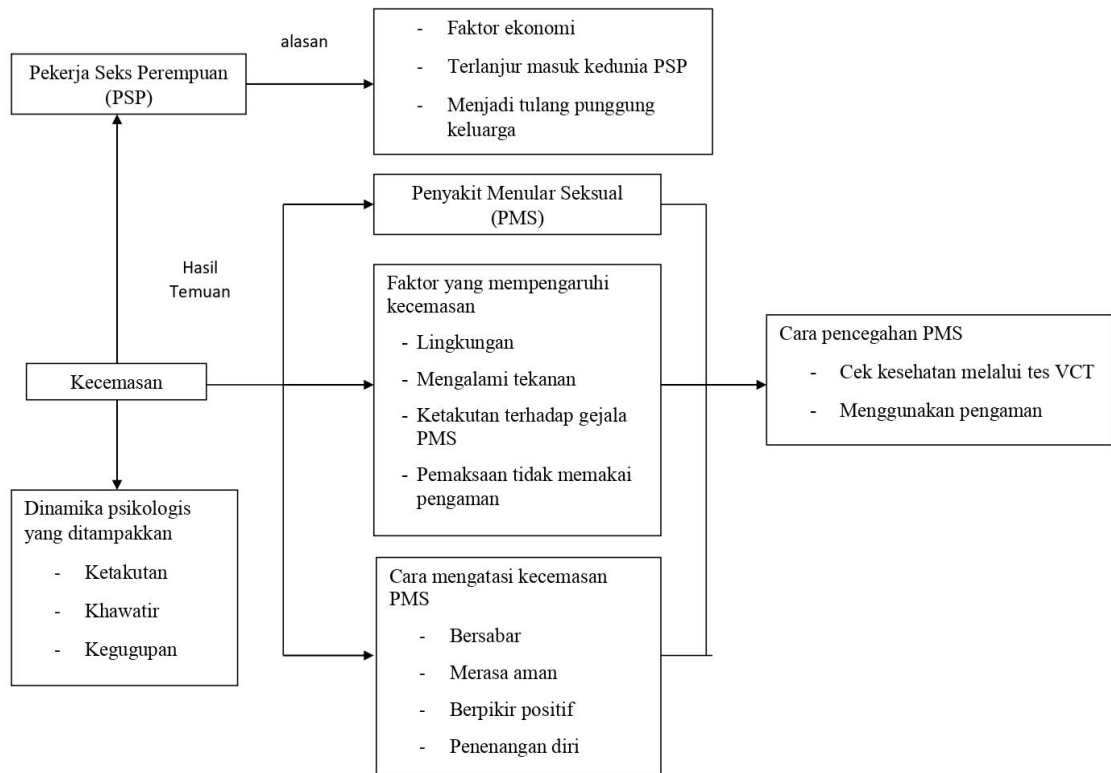 alasan
Pekerja Seks Perempuan
(PSP)
- Faktor ekonomi
- Terlanjur masuk kedunia PSP
- Menjadi tulang punggung
keluarga
Penyakit Menular Seksual
(PMS)
Hasil
Temuan
Faktor yang mempengaruhi
kecemasan
- Lingkungan
- Mengalami tekanan
- Ketakutan terhadap gejala
PMS
- Pemaksaan tidak memakai
pengaman
Kecemasan
Cara pencegahan PMS
- Cek kesehatan melalui tes VCT
- Menggunakan pengaman
Dinamika psikologis
yang ditampakkan
- Ketakutan
- Khawatir
- Kegugupan
Cara mengatasi kecemasan
PMS
- Bersabar
- Merasa aman
- Berpikir positif
- Penenangan diri